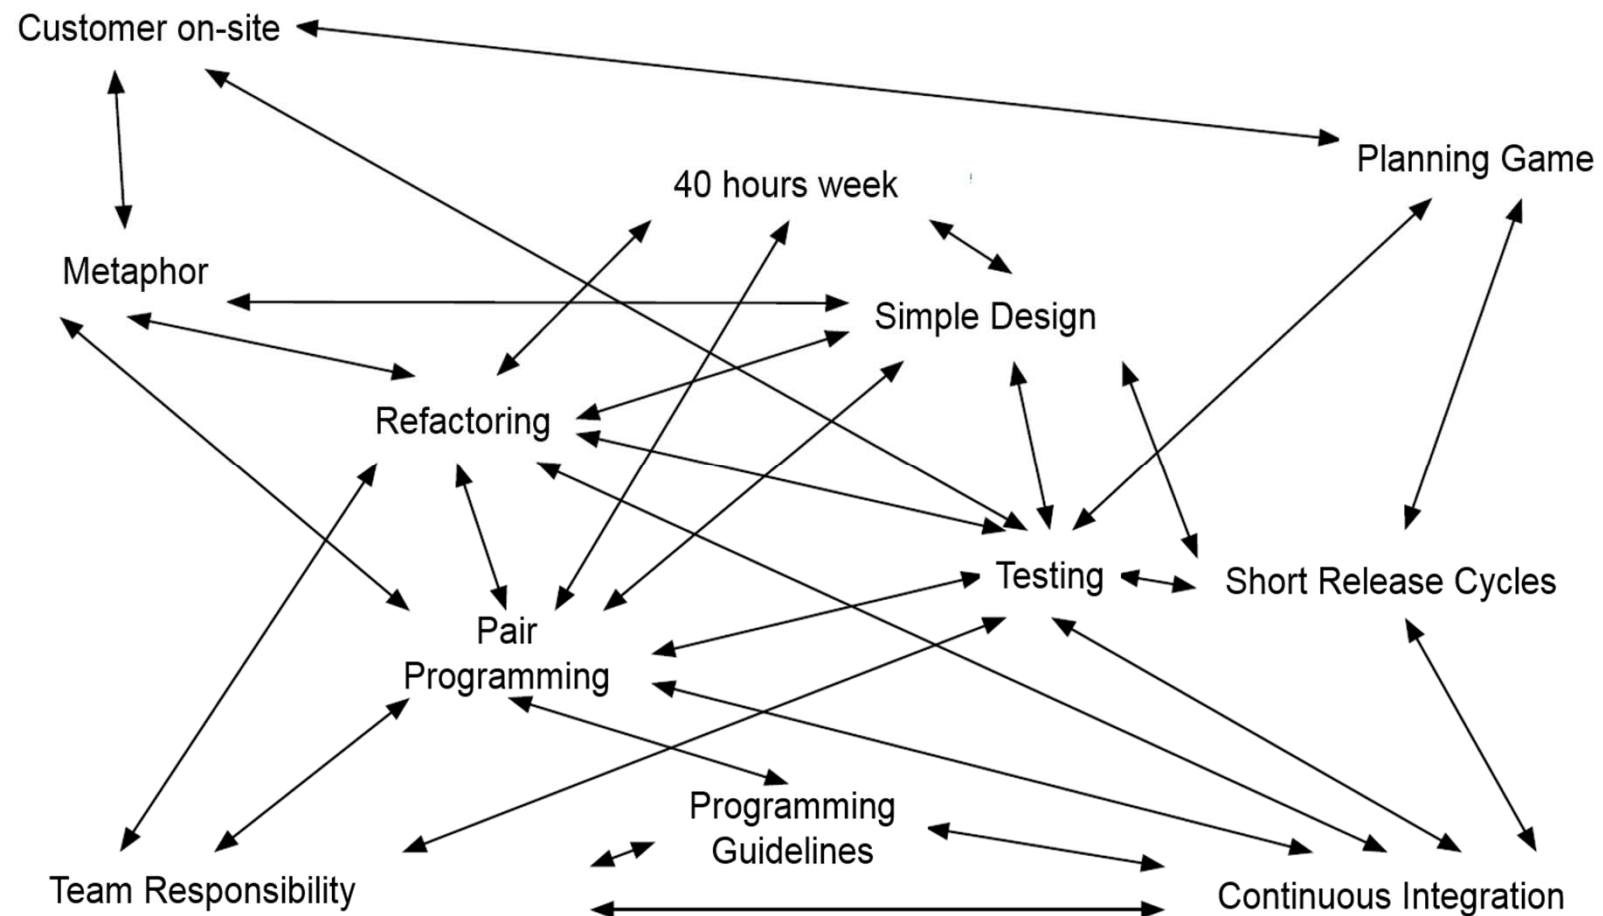 Customer on-site
Planning Game
40 hours week
Metaphor
Simple Design
Refactoring
Testing
Short Release Cycles
Pair
Programming
Programming
Guidelines
Team Responsibility
Continuous Integration